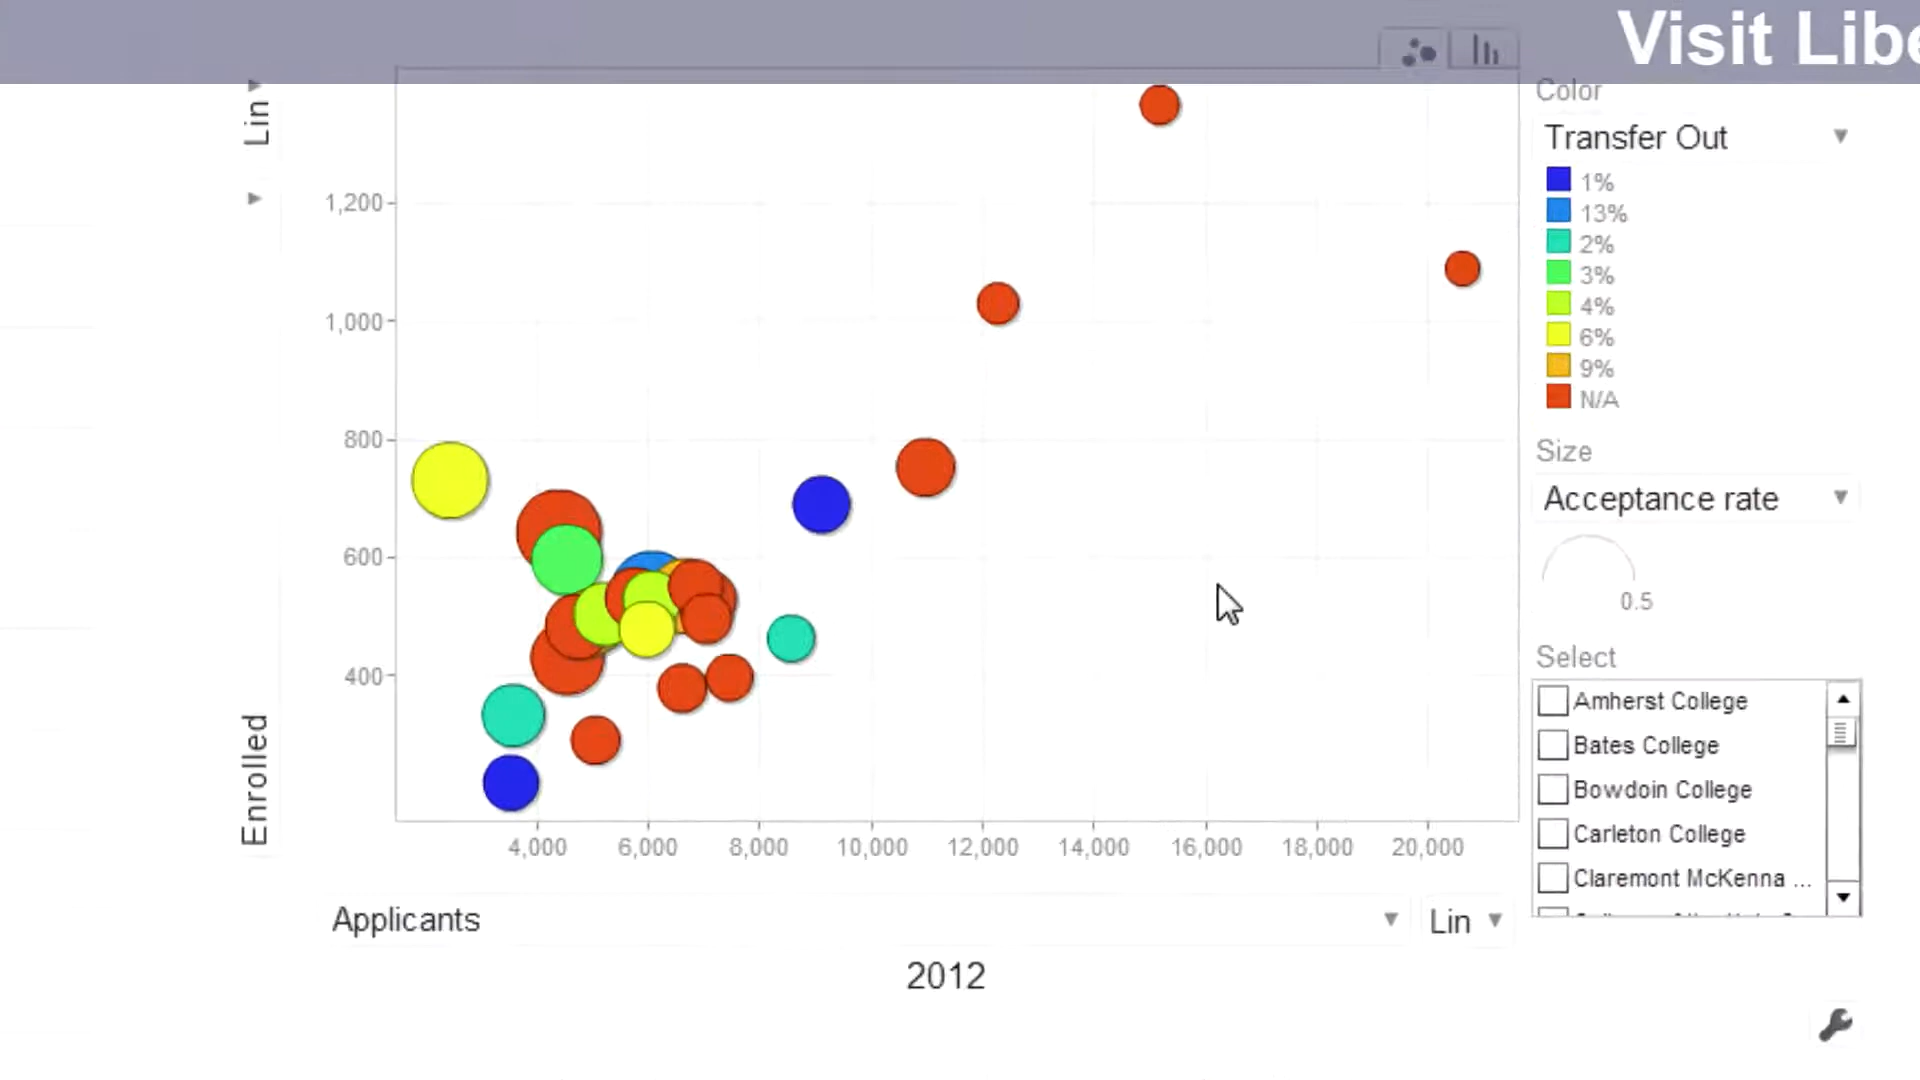 Visit Libe
Lin
Color
Transfer Out
1%
13%
2%
3%
4%
6%
9%
N/A
Size
Acceptance rate
0.5
Select
Amherst College
Bates College
Bowdoin College
Carleton College
Claremont McKenna ...
1,200
1,000
800
600
400
Enrolled
4,000
6,000
8,000
10,000
12,000
14,000
16,000
18,000
20,000
Applicants
Lin
2012